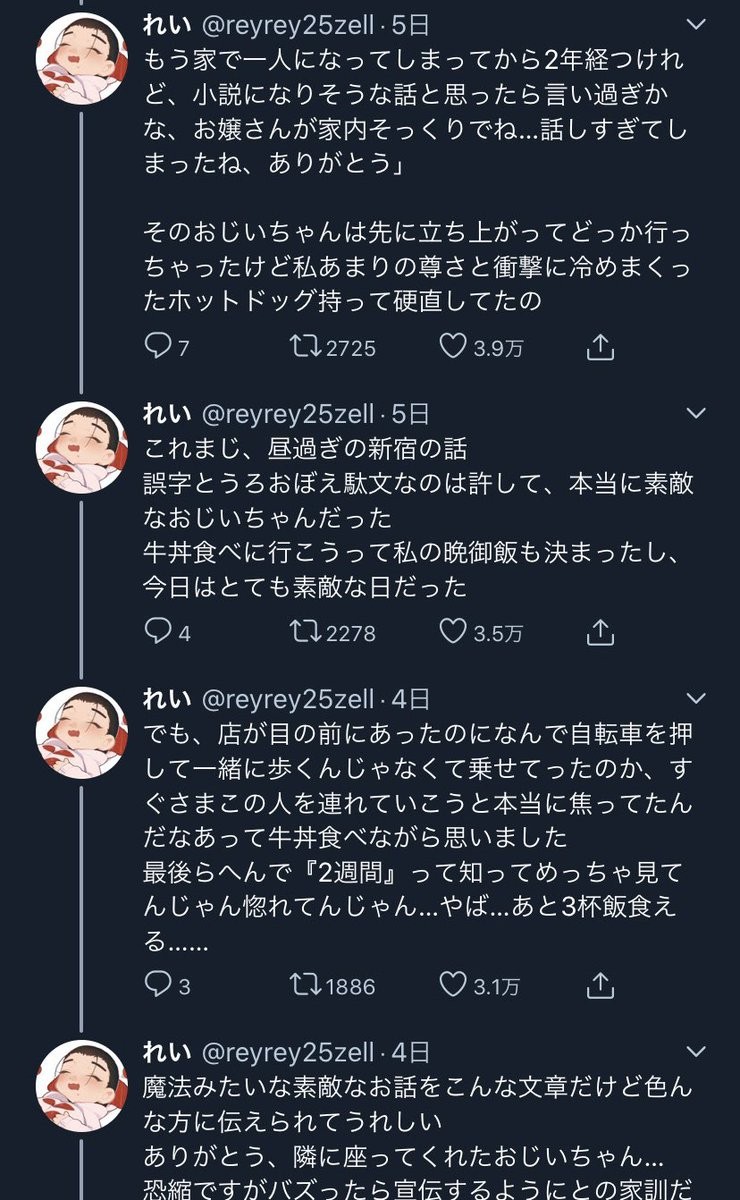 れい @reyrey25zell · 5日
もう家で一人になってしまってから2年経つけれ
ど、小説になりそうな話と思ったら言い過ぎか
な、お嬢さんが家内そっくりでね...話しすぎてし
まったね、ありがとう」
そのおじいちゃんは先に立ち上がってどっか行っ
ちゃったけど私あまりの尊さと衝撃に冷めまくっ
たホットドッグ持って硬直してたの
7 2725 3.9万
れい @reyrey25zell · 5日
これまじ、昼過ぎの新宿の話
誤字とうろおぼえ駄文なのは許して、本当に素敵
なおじいちゃんだった
牛丼食べに行こうって私の晩御飯も決まったし、
今日はとても素敵な日だった
4 2278 3.5万
れい @reyrey25zell · 4日
でも、店が目の前にあったのになんで自転車を押
して一緒に歩くんじゃなくて乗せてったのか、す
ぐさまこの人を連れていこうと本当に焦ってたん
だなあって牛丼食べながら思いました
最後らへんで『2週間』って知ってめっちゃ見て
んじゃん惚れてんじゃん...やば...あと3杯飯食え
る......
3 1886 3.1万
れい @reyrey25zell · 4日
魔法みたいな素敵なお話をこんな文章だけど色ん
な方に伝えられてうれしい
ありがとう、隣に座ってくれたおじいちゃん...
恐縮ですがバズったら宣伝するようにとの家訓だ